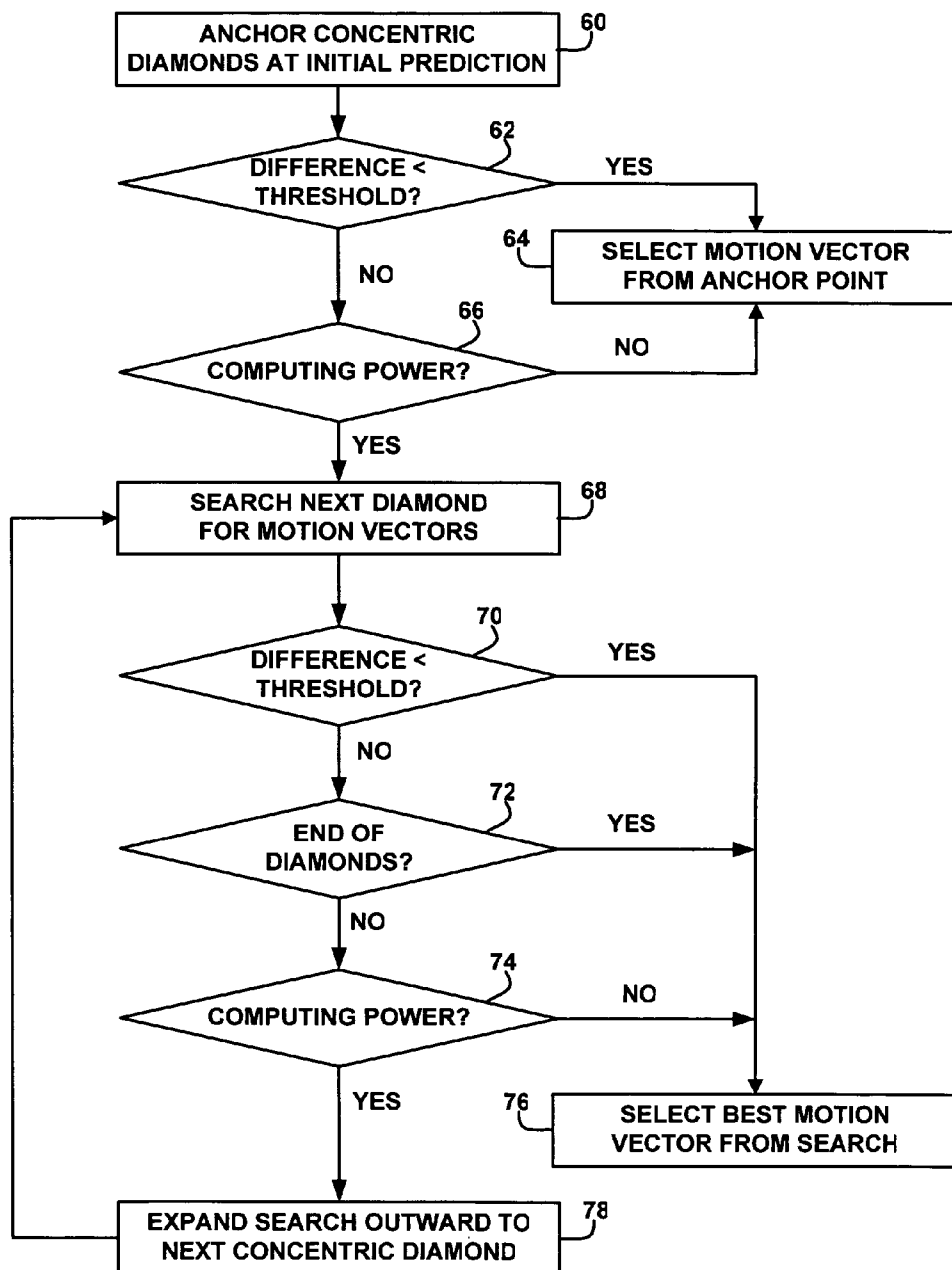 ANCHOR CONCENTRIC
DIAMONDS AT INITIAL PREDICTION
60
62
DIFFERENCE <
THRESHOLD?
YES
NO
64
SELECT MOTION VECTOR
FROM ANCHOR POINT
66
COMPUTING POWER?
NO
YES
SEARCH NEXT DIAMOND
FOR MOTION VECTORS
68
70
DIFFERENCE <
THRESHOLD?
YES
NO
72
END OF
DIAMONDS?
YES
NO
74
COMPUTING POWER?
NO
YES
76
SELECT BEST MOTION
VECTOR FROM SEARCH
EXPAND SEARCH OUTWARD TO
NEXT CONCENTRIC DIAMOND
78